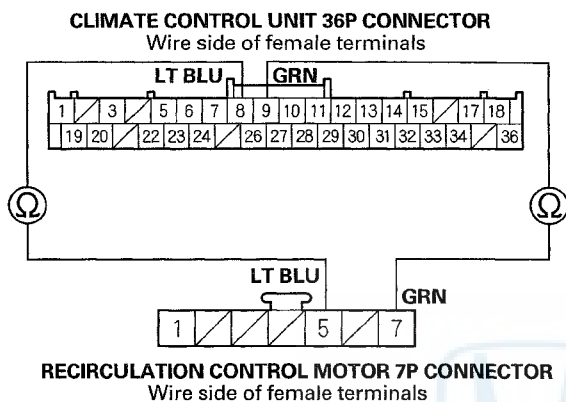 CLIMATE CONTROL UNIT 36P CONNECTOR
Wire side of female terminals
LT BLU GRN
1 3 5 6 7 8 9 10 11 12 13 14 15 17 18
19 20 22 23 24 26 27 28 29 30 31 32 33 34 36
Ω Ω
LT BLU
GRN
1 5 7
RECIRCULATION CONTROL MOTOR 7P CONNECTOR
Wire side of female terminals